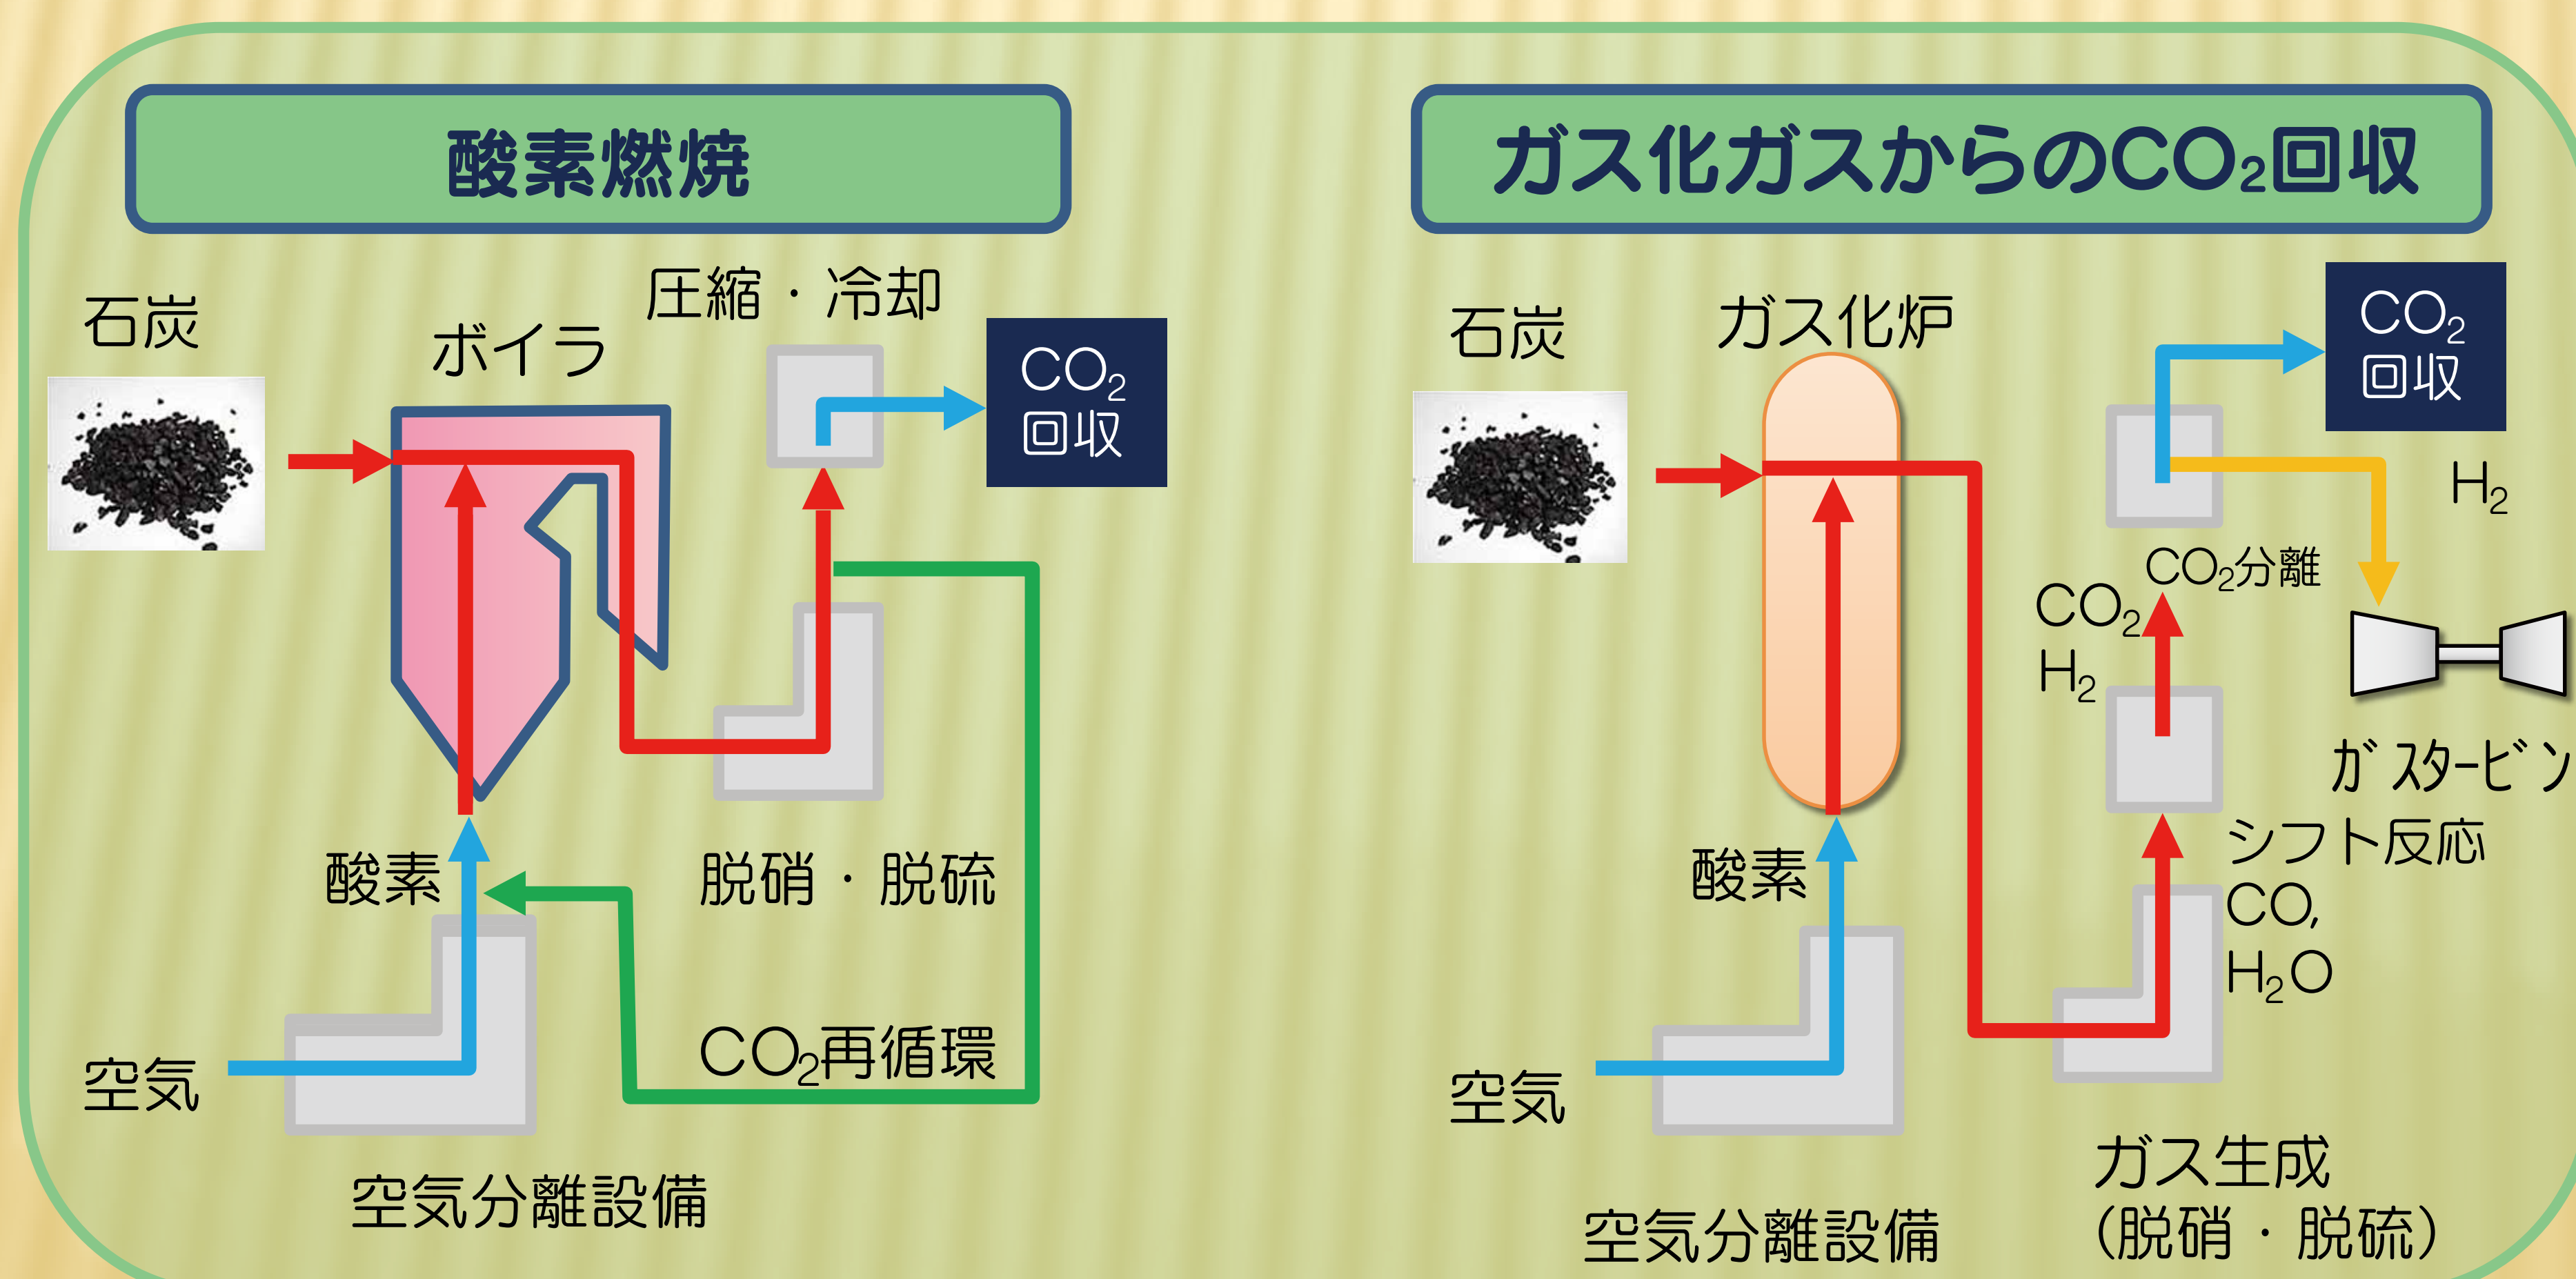 酸素燃焼
石炭
ボイラ
圧縮・冷却
CO₂
回収
酸素
脱硝・脱硫
CO₂再循環
空気
空気分離設備
ガス化ガスからのCO₂回収
石炭
ガス化炉
CO₂
回収
H₂
CO₂分離
CO₂
H₂
ガスタービン
シフト反応
CO,
H₂O
酸素
空気
空気分離設備
ガス生成
(脱硝・脱硫)